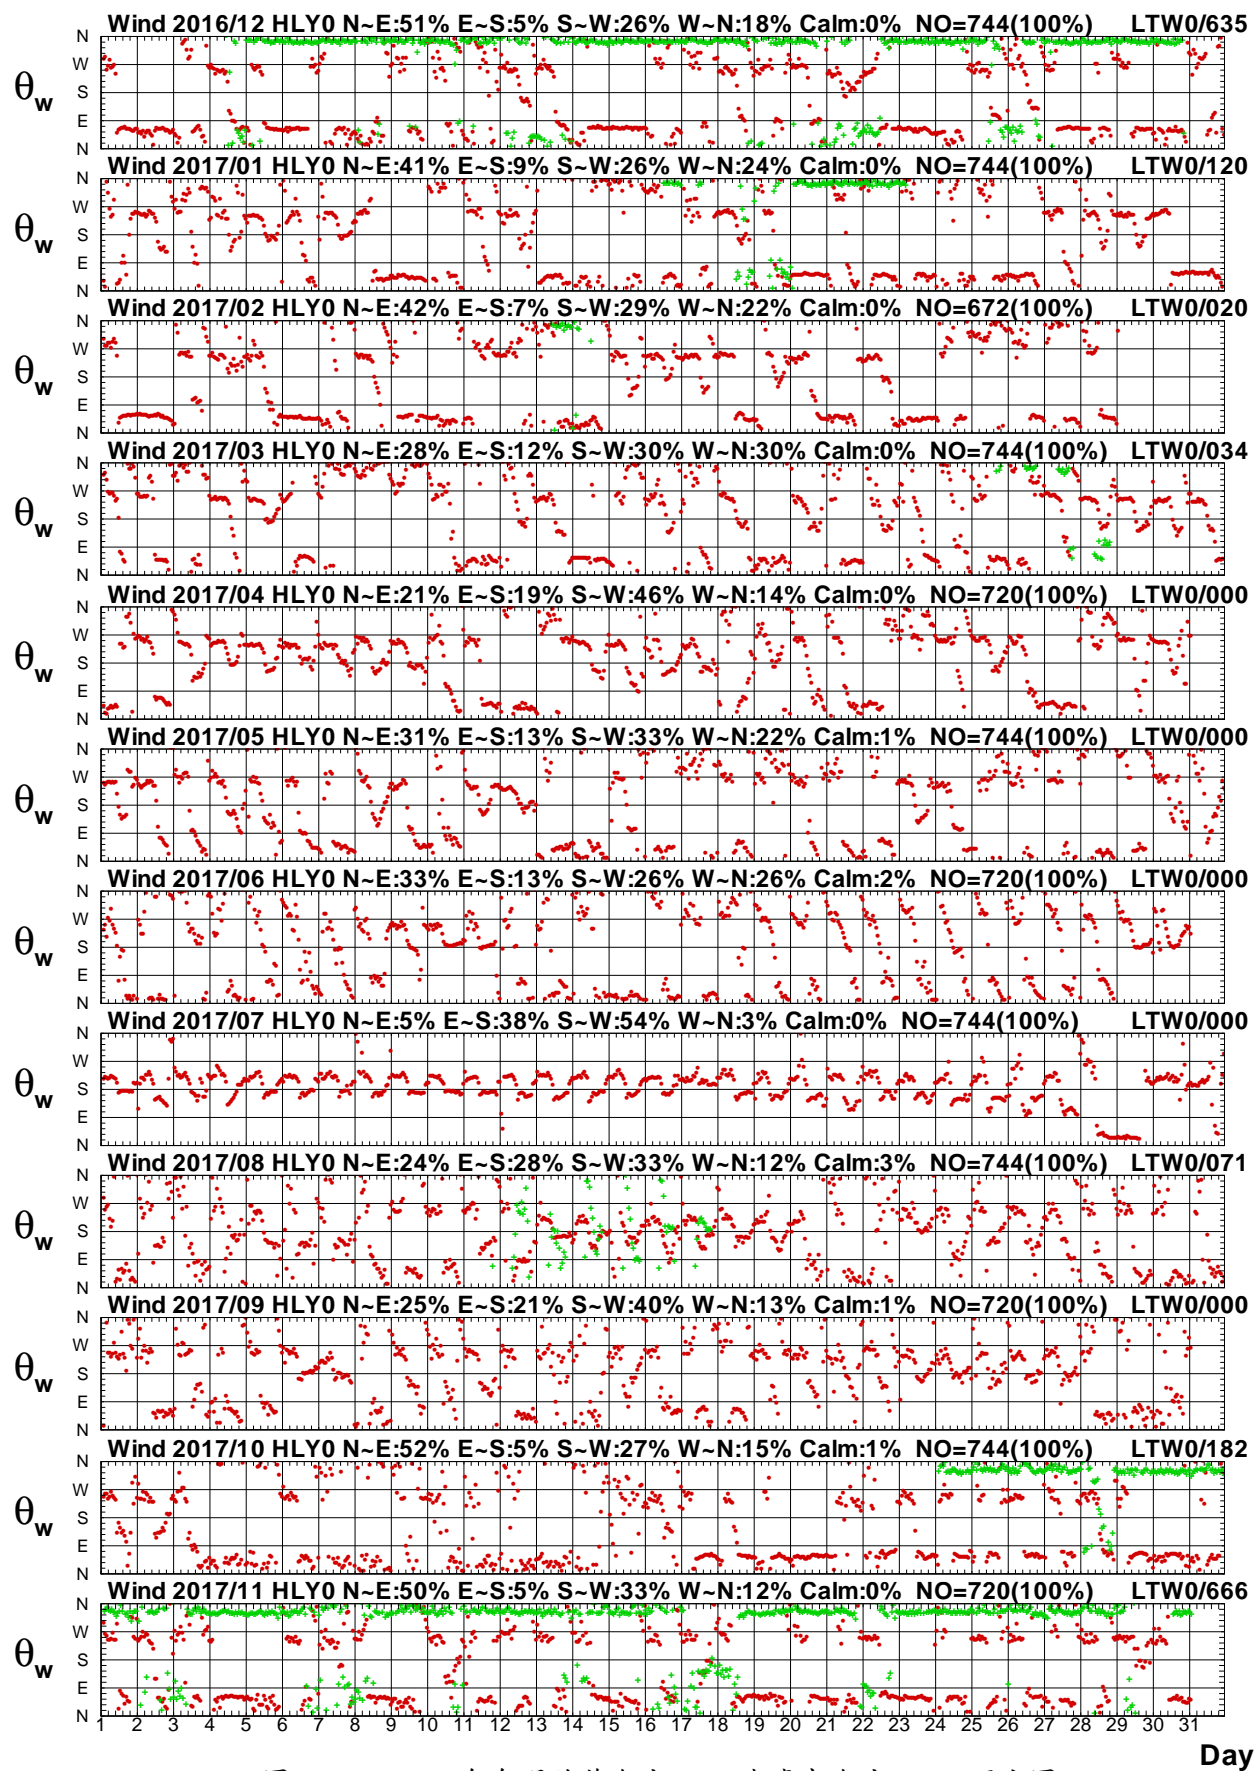 Wind 2016/12 HLY0 N~E:51% E~S:5% S~W:26% W~N:18% Calm:0% NO=744(100%) LTW0/635
N
W
θw S
E
N
Wind 2017/01 HLY0 N~E:41% E~S:9% S~W:26% W~N:24% Calm:0% NO=744(100%) LTW0/120
N
W
θw S
E
N
Wind 2017/02 HLY0 N~E:42% E~S:7% S~W:29% W~N:22% Calm:0% NO=672(100%) LTW0/020
N
W
θw S
E
N
Wind 2017/03 HLY0 N~E:28% E~S:12% S~W:30% W~N:30% Calm:0% NO=744(100%) LTW0/034
N
W
θw S
E
N
Wind 2017/04 HLY0 N~E:21% E~S:19% S~W:46% W~N:14% Calm:0% NO=720(100%) LTW0/000
N
W
θw S
E
N
Wind 2017/05 HLY0 N~E:31% E~S:13% S~W:33% W~N:22% Calm:1% NO=744(100%) LTW0/000
N
W
θw S
E
N
Wind 2017/06 HLY0 N~E:33% E~S:13% S~W:26% W~N:26% Calm:2% NO=720(100%) LTW0/000
N
W
θw S
E
N
Wind 2017/07 HLY0 N~E:5% E~S:38% S~W:54% W~N:3% Calm:0% NO=744(100%) LTW0/000
N
W
θw S
E
N
Wind 2017/08 HLY0 N~E:24% E~S:28% S~W:33% W~N:12% Calm:3% NO=744(100%) LTW0/071
N
W
θw S
E
N
Wind 2017/09 HLY0 N~E:25% E~S:21% S~W:40% W~N:13% Calm:1% NO=720(100%) LTW0/000
N
W
θw S
E
N
Wind 2017/10 HLY0 N~E:52% E~S:5% S~W:27% W~N:15% Calm:1% NO=744(100%) LTW0/182
N
W
θw S
E
N
Wind 2017/11 HLY0 N~E:50% E~S:5% S~W:33% W~N:12% Calm:0% NO=720(100%) LTW0/666
N
W
θw S
E
N
1 2 3 4 5 6 7 8 9 10 11 12 13 14 15 16 17 18 19 20 21 22 23 24 25 26 27 28 29 30 31
Day